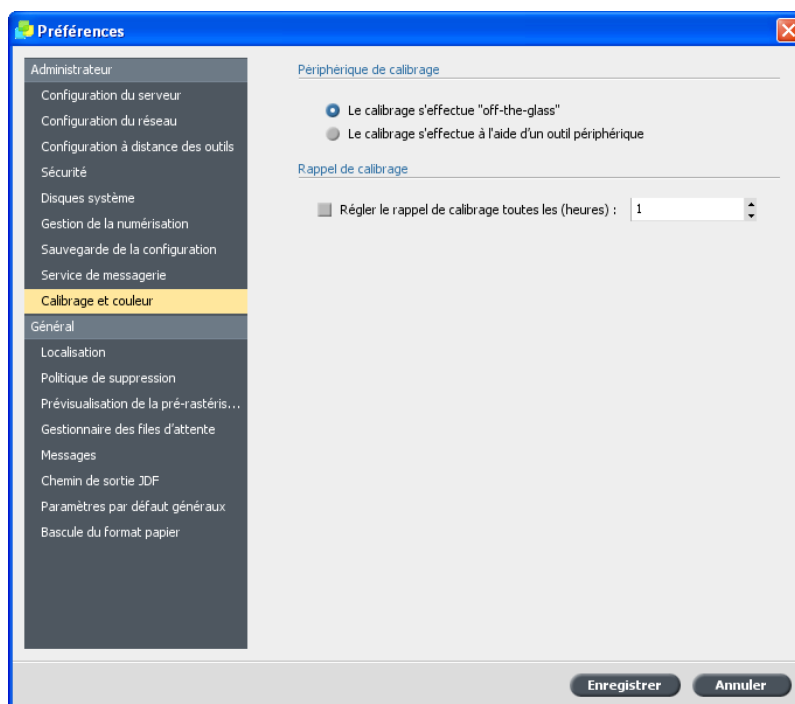 Préférences
Administrateur
Configuration du serveur
Configuration du réseau
Configuration à distance des outils
Sécurité
Disques système
Gestion de la numérisation
Sauvegarde de la configuration
Service de messagerie
Calibrage et couleur
Général
Localisation
Politique de suppression
Prévisualisation de la pré-rastéris...
Gestionnaire des files d'attente
Messages
Chemin de sortie JDF
Paramètres par défaut généraux
Bascule du format papier
Périphérique de calibrage
Le calibrage s'effectue "off-the-glass"
Le calibrage s'effectue à l'aide d'un outil périphérique
Rappel de calibrage
Régler le rappel de calibrage toutes les (heures) : 1
Enregistrer
Annuler